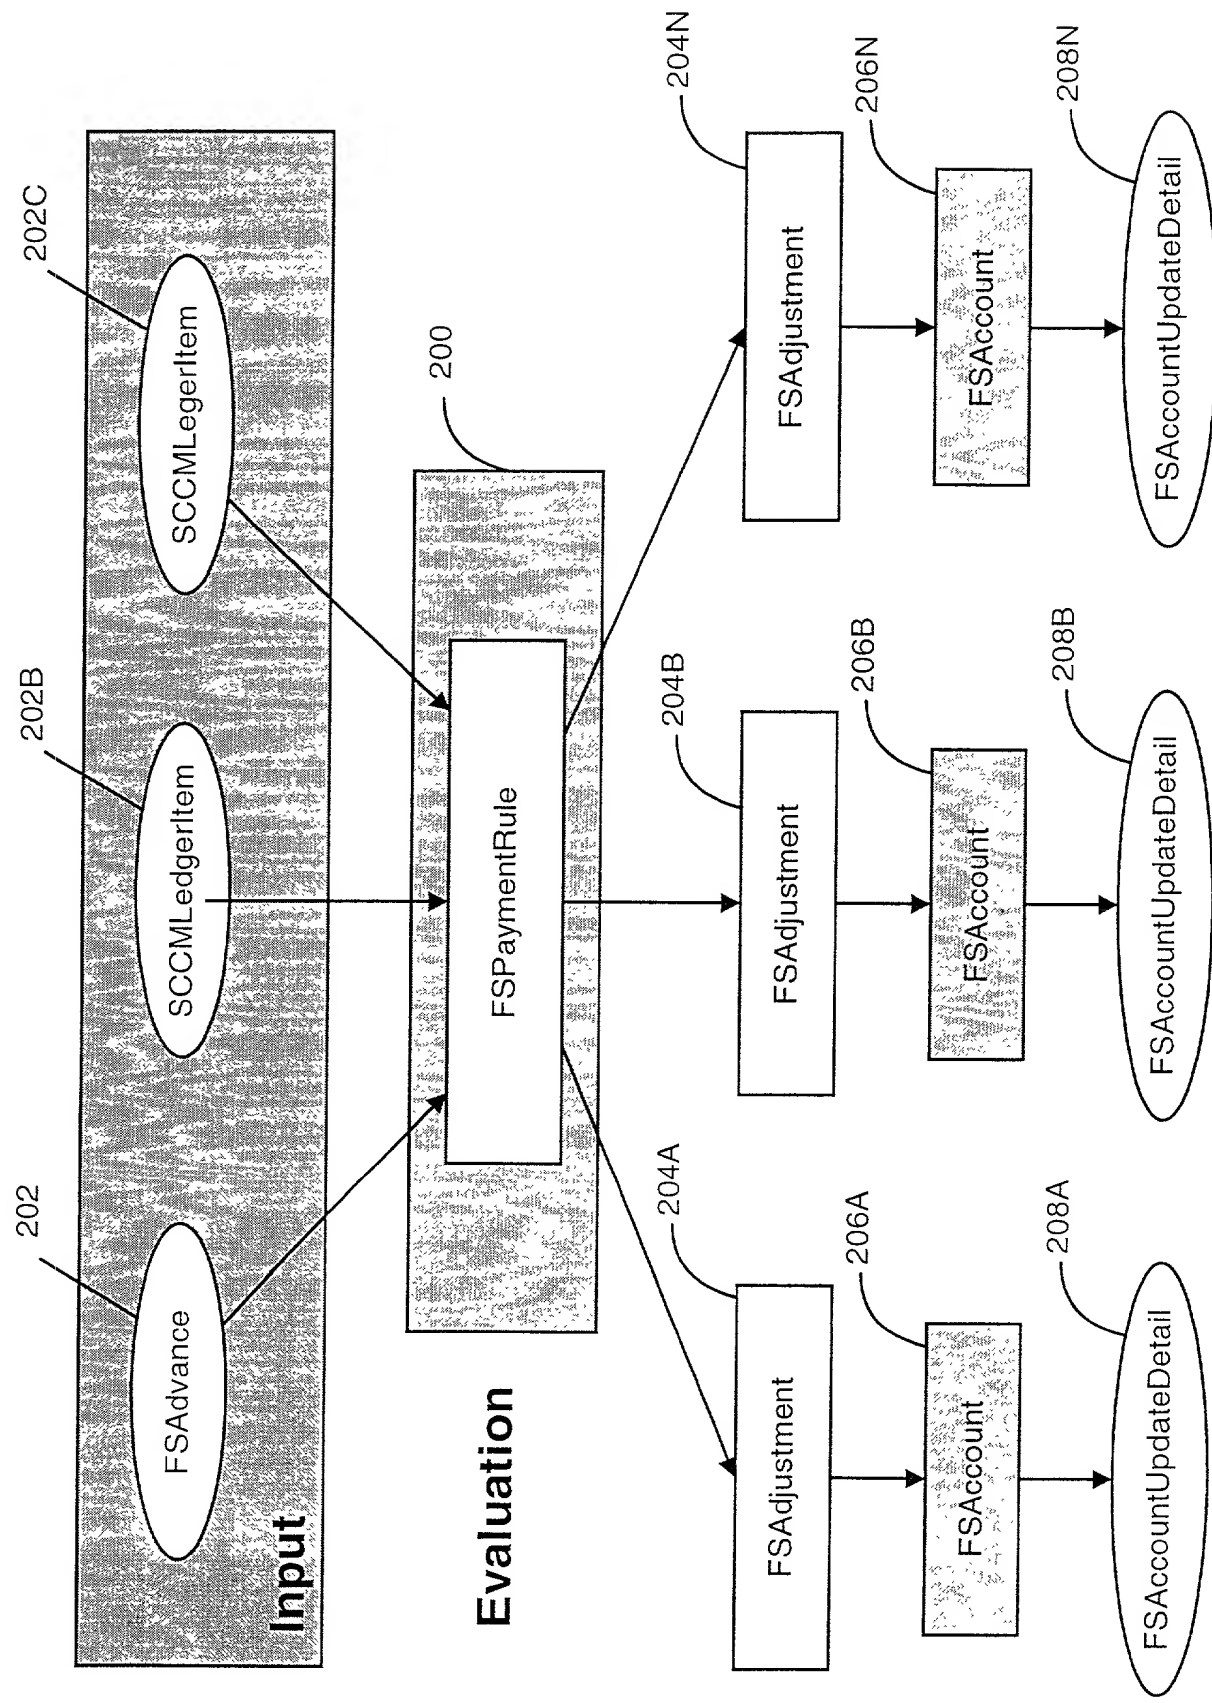 202
202B
202C
FSAdvance
SCCMLedgerItem
SCCMLegerItem
Input
200
Evaluation
FSPaymentRule
204A
204B
204N
FSAdjustment
FSAdjustment
FSAdjustment
206A
206B
206N
FSAccount
FSAccount
FSAccount
208A
208B
208N
FSAccountUpdateDetail
FSAccountUpdateDetail
FSAccountUpdateDetail